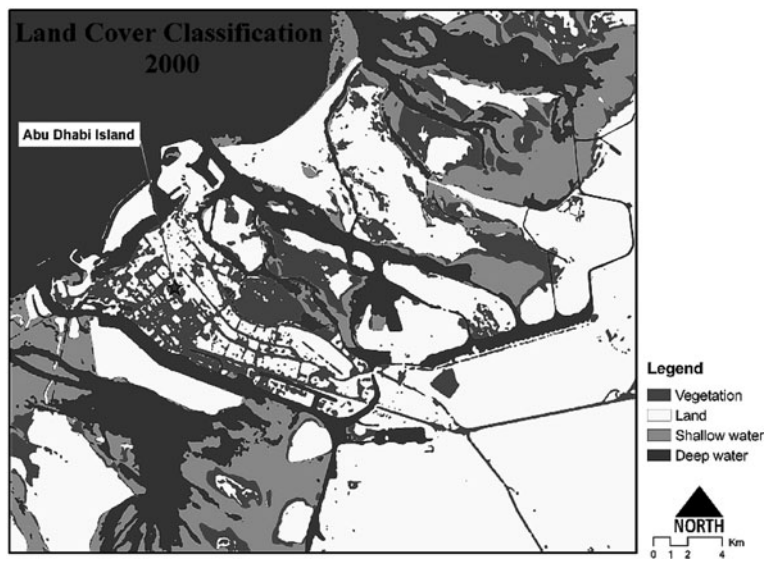 Land Cover Classification
2000
Abu Dhabi Island
Legend
Vegetation
Land
Shallow water
Deep water
NORTH
0 1 2 4 Km